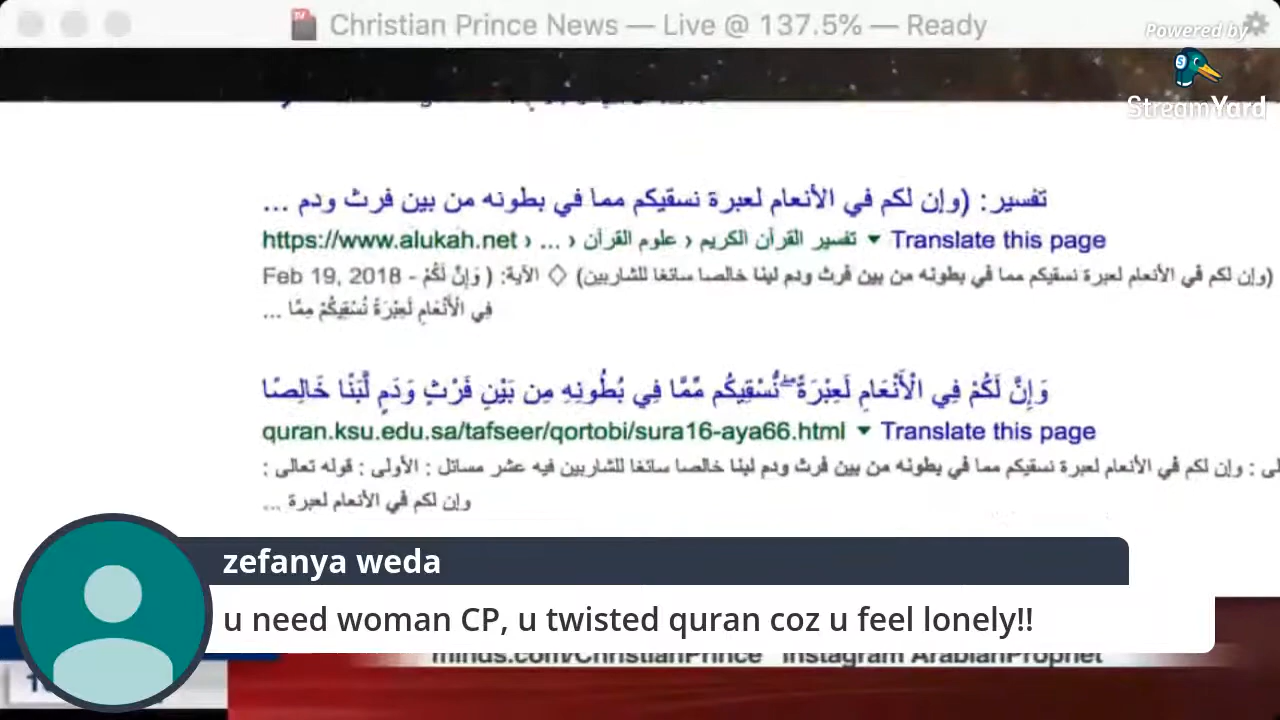 Christian Prince News — Live @ 137.5% — Ready
Powered by
StreamYard
تفسير: (وإن لكم في الأنعام لعبرة نسقيكم مما في بطونه من بين فرث ودم ...
https://www.alukah.net › ... › تفسير القرآن الكريم › علوم القرآن ▾ Translate this page
Feb 19, 2018 - (وإن لكم في الأنعام لعبرة نسقيكم مما في بطونه من بين فرث ودم لبنا خالصا سائغا للشاربين) ◇ الآية: ( وَإِنَّ لَكُمْ
فِي الْأَنْعَامِ لَعِبْرَةً نُسْقِيكُمْ مِمَّا ...
وَإِنَّ لَكُمْ فِي الْأَنْعَامِ لَعِبْرَةً ۖ نُّسْقِيكُم مِّمَّا فِي بُطُونِهِ مِن بَيْنِ فَرْثٍ وَدَمٍ لَّبَنًا خَالِصًا
quran.ksu.edu.sa/tafseer/qortobi/sura16-aya66.html ▾ Translate this page
: وإن لكم في الأنعام لعبرة نسقيكم مما في بطونه من بين فرث ودم لبنا خالصا سائغا للشاربين فيه عشر مسائل : الأولى : قوله تعالى :
وإن لكم في الأنعام لعبرة ...
zefanya weda
u need woman CP, u twisted quran coz u feel lonely!!
minds.com/ChristianPrince Instagram ArabianProphet